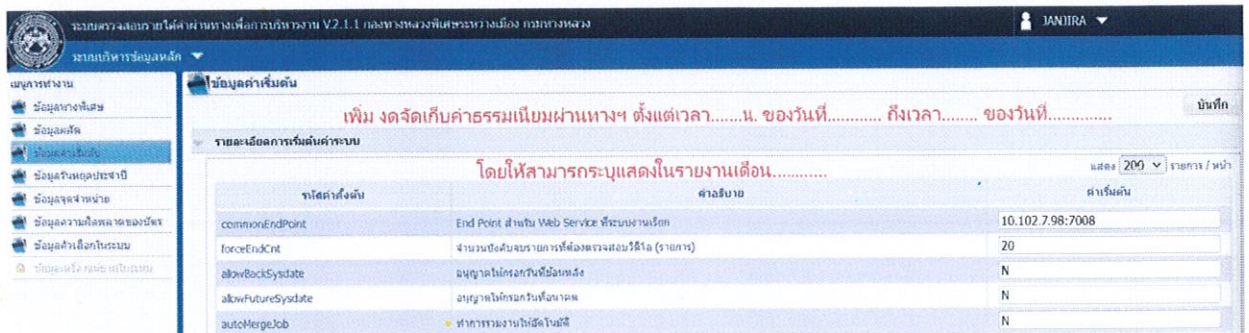 ระบบตรวจสอบรายได้ค่าผ่านทางเพื่อการบริหารงาน V.2.1.1 กองทางหลวงพิเศษระหว่างเมือง กรมทางหลวง
JANJIRA
ระบบบริหารข้อมูลหลัก
เมนูการทำงาน
ข้อมูลทางพิเศษ
ข้อมูลผลัด
ข้อมูลค่าเริ่มต้น
ข้อมูลวันหยุดประจำปี
ข้อมูลจุดจำหน่าย
ข้อมูลความผิดพลาดของบัตร
ข้อมูลตัวเลือกในระบบ
ข้อมูลค่าเริ่มต้น
บันทึก
เพิ่ม งดจัดเก็บค่าธรรมเนียมผ่านทางฯ ตั้งแต่เวลา.......น. ของวันที่............ ถึงเวลา......... ของวันที่..............
รายละเอียดการเริ่มต้นค่าระบบ
โดยให้สามารถระบุแสดงในรายงานเดือน............
แสดง 200 รายการ / หน้า
รหัสค่าตั้งต้น คำอธิบาย ค่าเริ่มต้น
commonEndPoint End Point สำหรับ Web Service ที่ระบบงานเรียก 10.102.7.98:7008
forceEndCnt จำนวนบังคับจบรายการที่ต้องตรวจสอบวีดีโอ (รายการ) 20
allowBackSysdate อนุญาตให้กรอกวันที่ย้อนหลัง N
allowFutureSysdate อนุญาตให้กรอกวันที่อนาคต N
autoMergeJob ทำการรวมงานให้อัตโนมัติ N